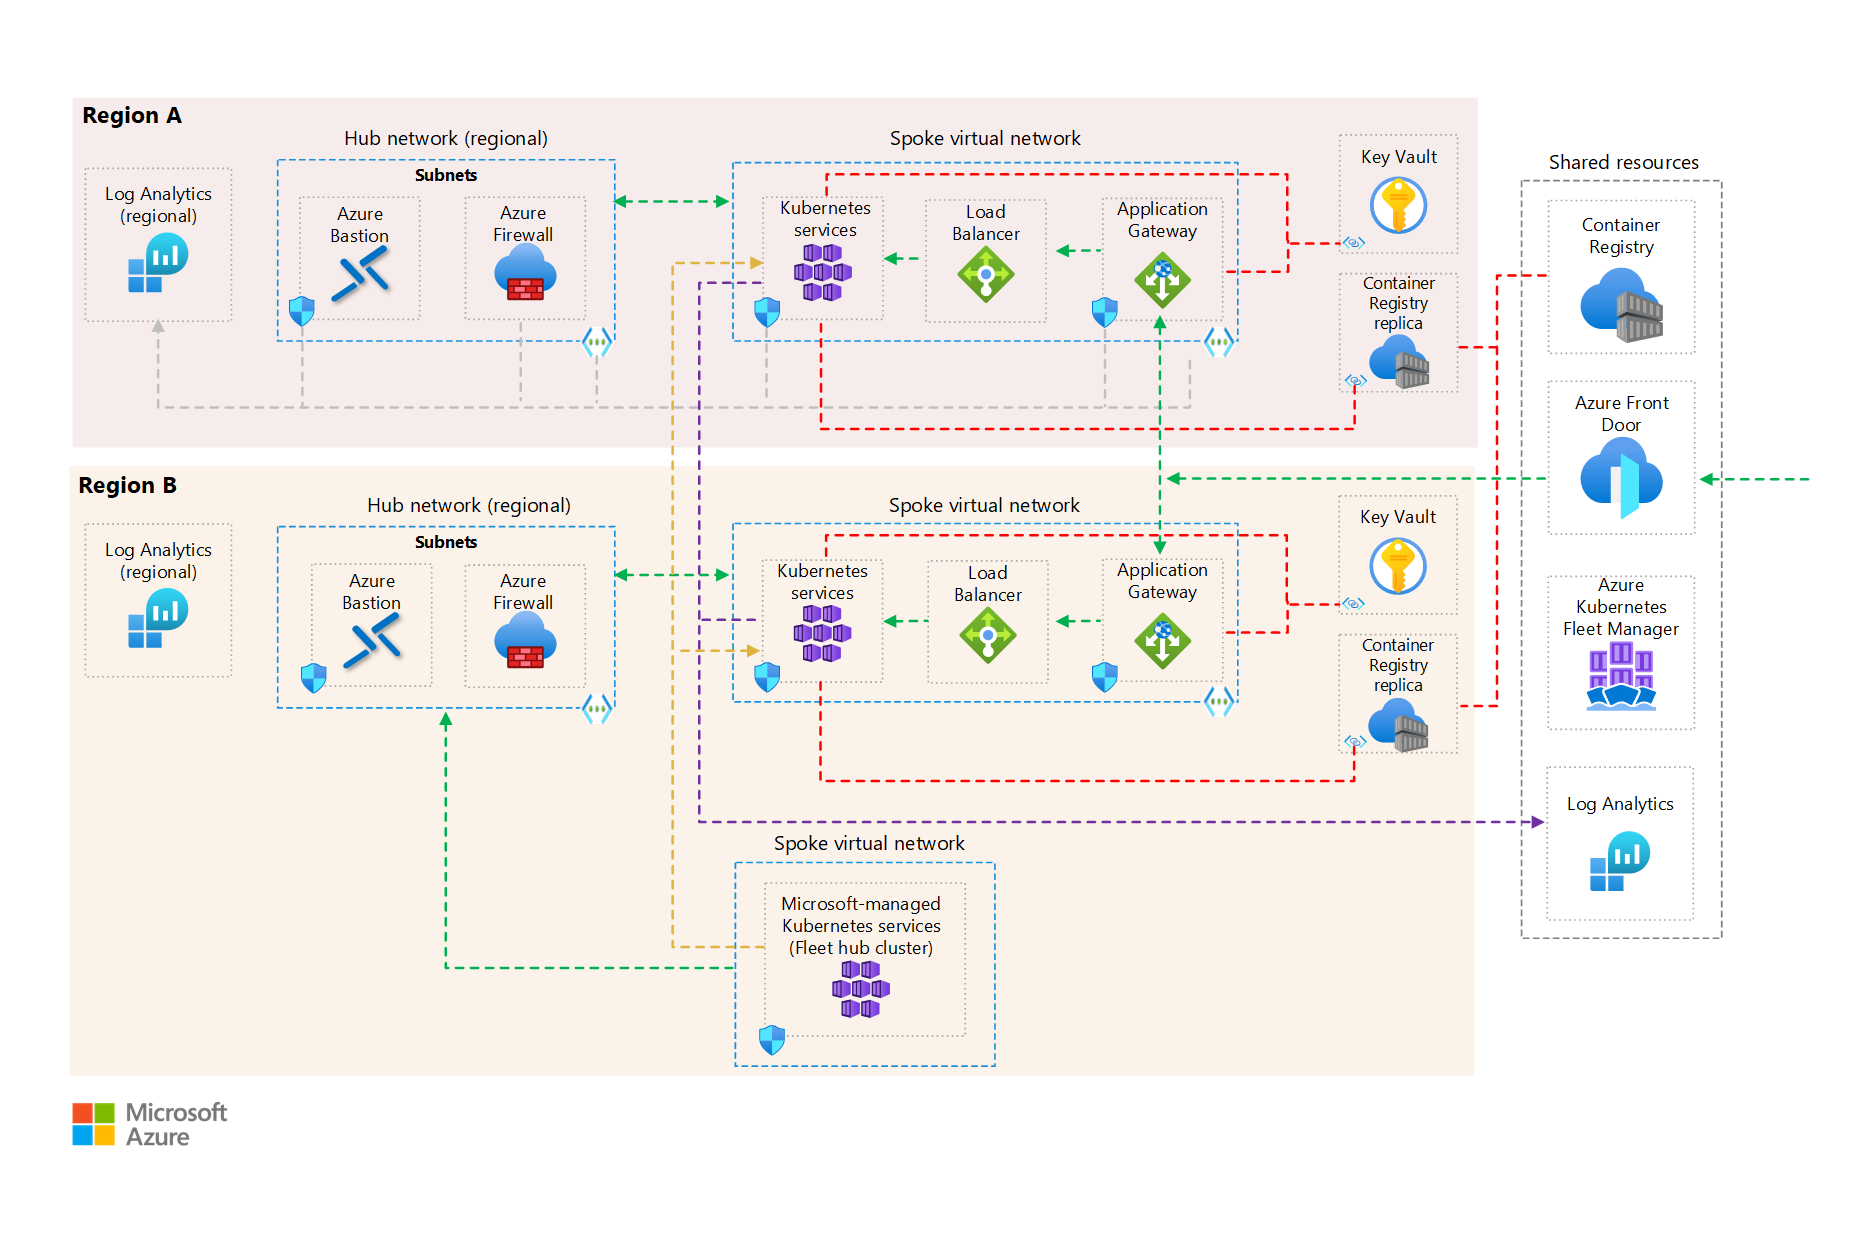 Region A
Hub network (regional)
Spoke virtual network
Log Analytics
(regional)
Subnets
Azure
Bastion
Azure
Firewall
Kubernetes
services
Load
Balancer
Application
Gateway
Key Vault
Container
Registry
replica
Region B
Hub network (regional)
Spoke virtual network
Log Analytics
(regional)
Subnets
Azure
Bastion
Azure
Firewall
Kubernetes
services
Load
Balancer
Application
Gateway
Key Vault
Container
Registry
replica
Spoke virtual network
Microsoft-managed
Kubernetes services
(Fleet hub cluster)
Shared resources
Container
Registry
Azure Front
Door
Azure
Kubernetes
Fleet Manager
Log Analytics
Microsoft
Azure